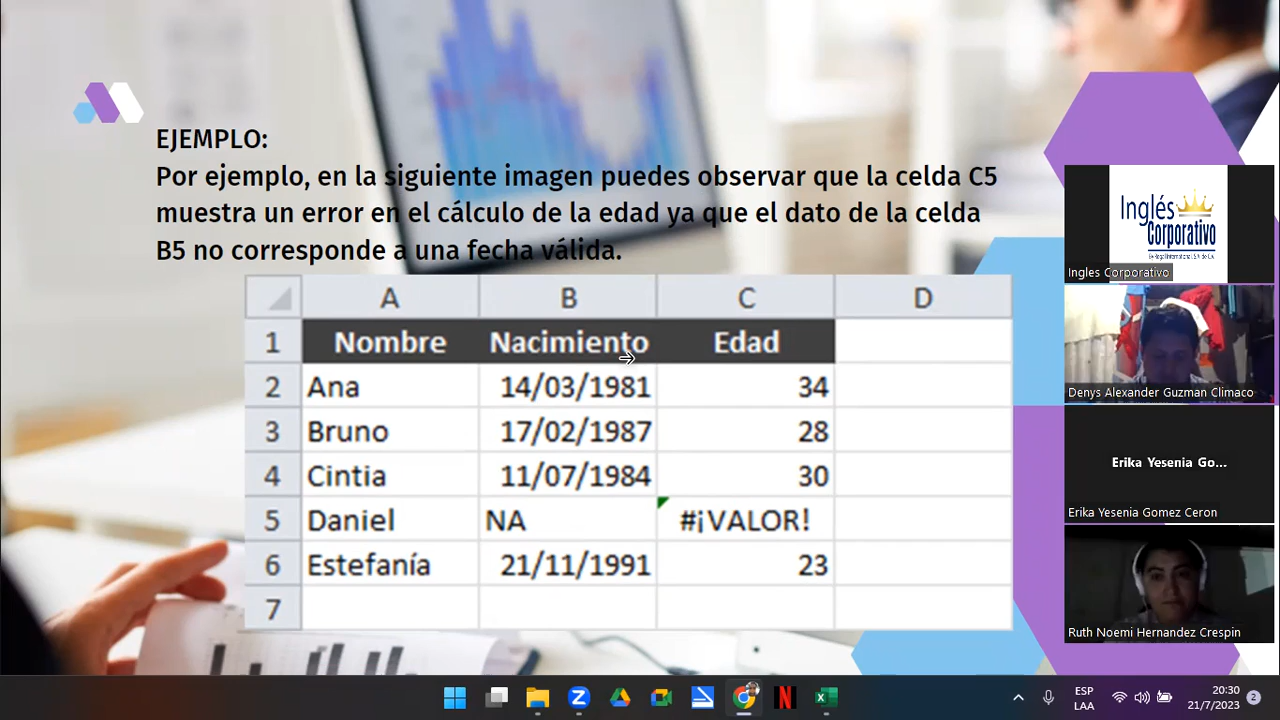 EJEMPLO:
Por ejemplo, en la siguiente imagen puedes observar que la celda C5
muestra un error en el cálculo de la edad ya que el dato de la celda
B5 no corresponde a una fecha válida.
A B C D
1 Nombre Nacimiento Edad
2 Ana 14/03/1981 34
3 Bruno 17/02/1987 28
4 Cintia 11/07/1984 30
5 Daniel NA #¡VALOR!
6 Estefanía 21/11/1991 23
7
Inglés
Corporativo
Ingles Corporativo
Denys Alexander Guzman Climaco
Erika Yesenia Go...
Erika Yesenia Gomez Ceron
Ruth Noemi Hernandez Crespin
ESP
LAA
20:30
21/7/2023
2